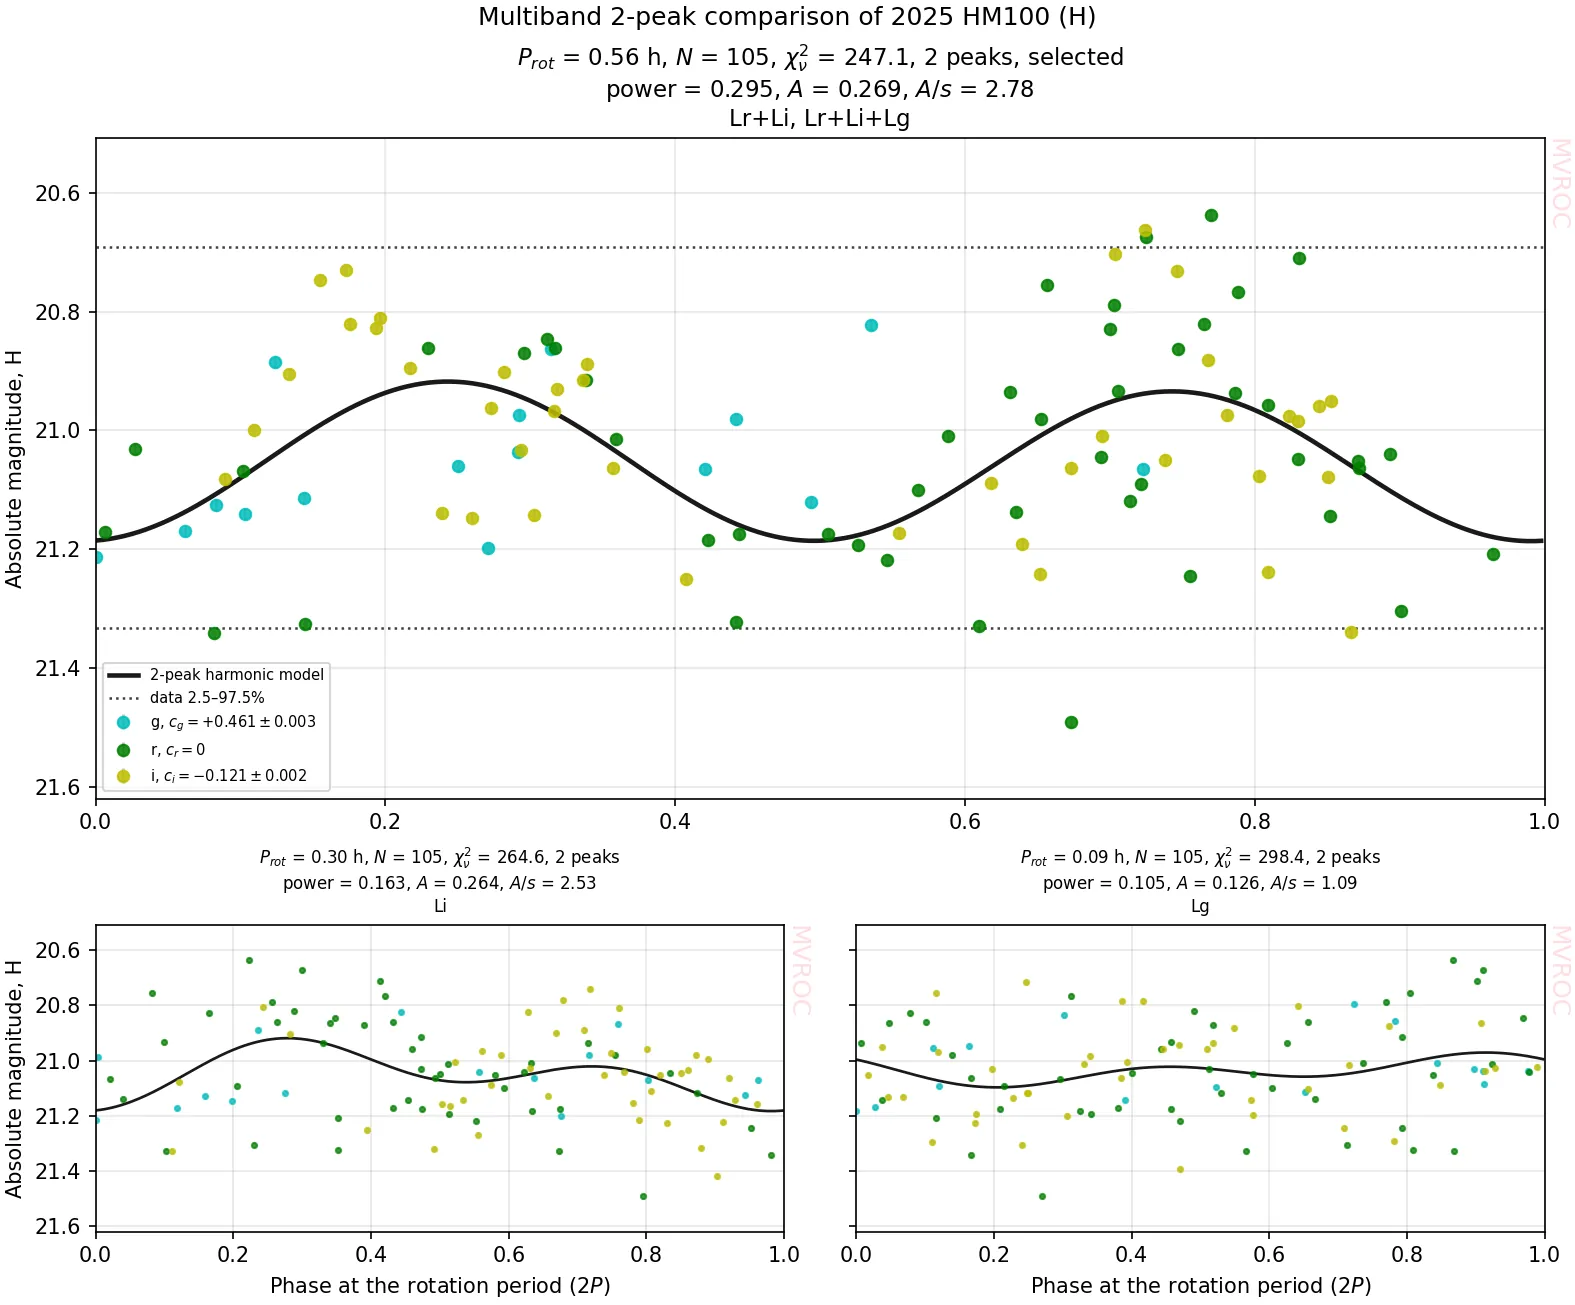 Multiband 2-peak comparison of 2025 HM100 (H)
P_rot = 0.56 h, N = 105, χ²_ν = 247.1, 2 peaks, selected
power = 0.295, A = 0.269, A/s = 2.78
Lr+Li, Lr+Li+Lg
MVROC
Absolute magnitude, H
20.6
20.8
21.0
21.2
21.4
21.6
2-peak harmonic model
data 2.5–97.5%
g, c_g = +0.461 ± 0.003
r, c_r = 0
i, c_i = −0.121 ± 0.002
0.0 0.2 0.4 0.6 0.8 1.0
P_rot = 0.30 h, N = 105, χ²_ν = 264.6, 2 peaks
power = 0.163, A = 0.264, A/s = 2.53
Li
MVROC
Absolute magnitude, H
20.6
20.8
21.0
21.2
21.4
21.6
0.0 0.2 0.4 0.6 0.8 1.0
Phase at the rotation period (2P)
P_rot = 0.09 h, N = 105, χ²_ν = 298.4, 2 peaks
power = 0.105, A = 0.126, A/s = 1.09
Lg
MVROC
0.0 0.2 0.4 0.6 0.8 1.0
Phase at the rotation period (2P)